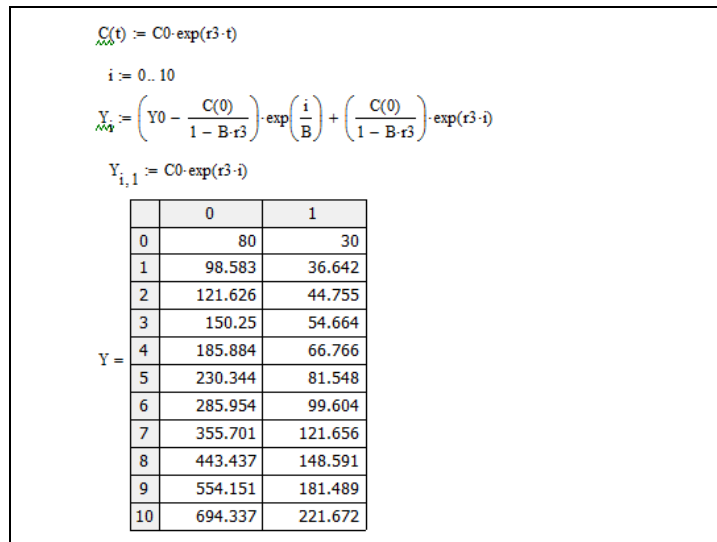 C(t) := C0·exp(r3·t)
i := 0.. 10
Y_i := (Y0 - C(0)/(1 - B·r3))·exp(i/B) + (C(0)/(1 - B·r3))·exp(r3·i)
Y_{i, 1} := C0·exp(r3·i)
Y =
0 1
0 80 30
1 98.583 36.642
2 121.626 44.755
3 150.25 54.664
4 185.884 66.766
5 230.344 81.548
6 285.954 99.604
7 355.701 121.656
8 443.437 148.591
9 554.151 181.489
10 694.337 221.672